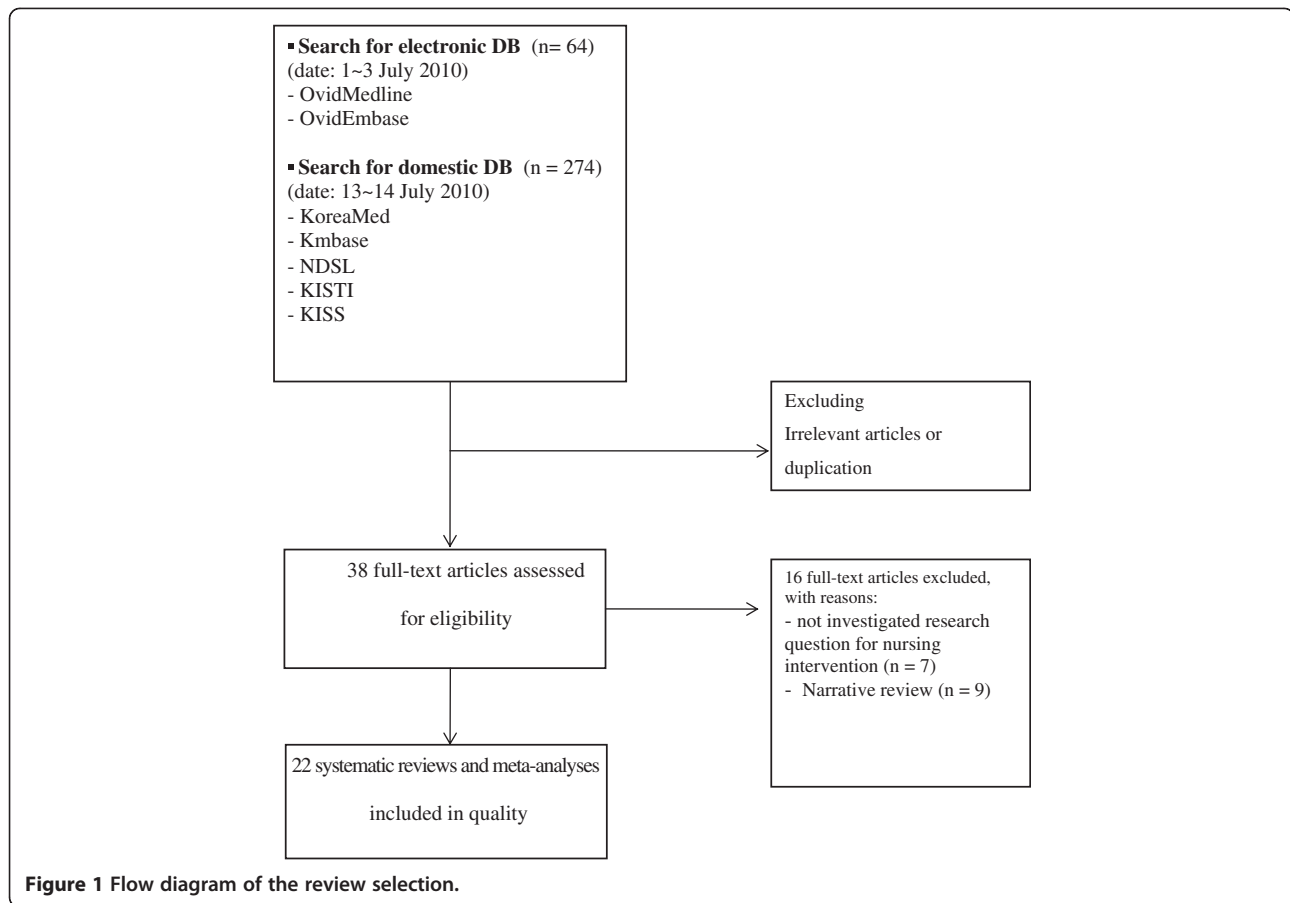 ▪ Search for electronic DB (n= 64)
(date: 1~3 July 2010)
- OvidMedline
- OvidEmbase
▪ Search for domestic DB (n = 274)
(date: 13~14 July 2010)
- KoreaMed
- Kmbase
- NDSL
- KISTI
- KISS
Excluding
Irrelevant articles or
duplication
38 full-text articles assessed
for eligibility
16 full-text articles excluded,
with reasons:
- not investigated research
question for nursing
intervention (n = 7)
- Narrative review (n = 9)
22 systematic reviews and meta-analyses
included in quality
Figure 1 Flow diagram of the review selection.